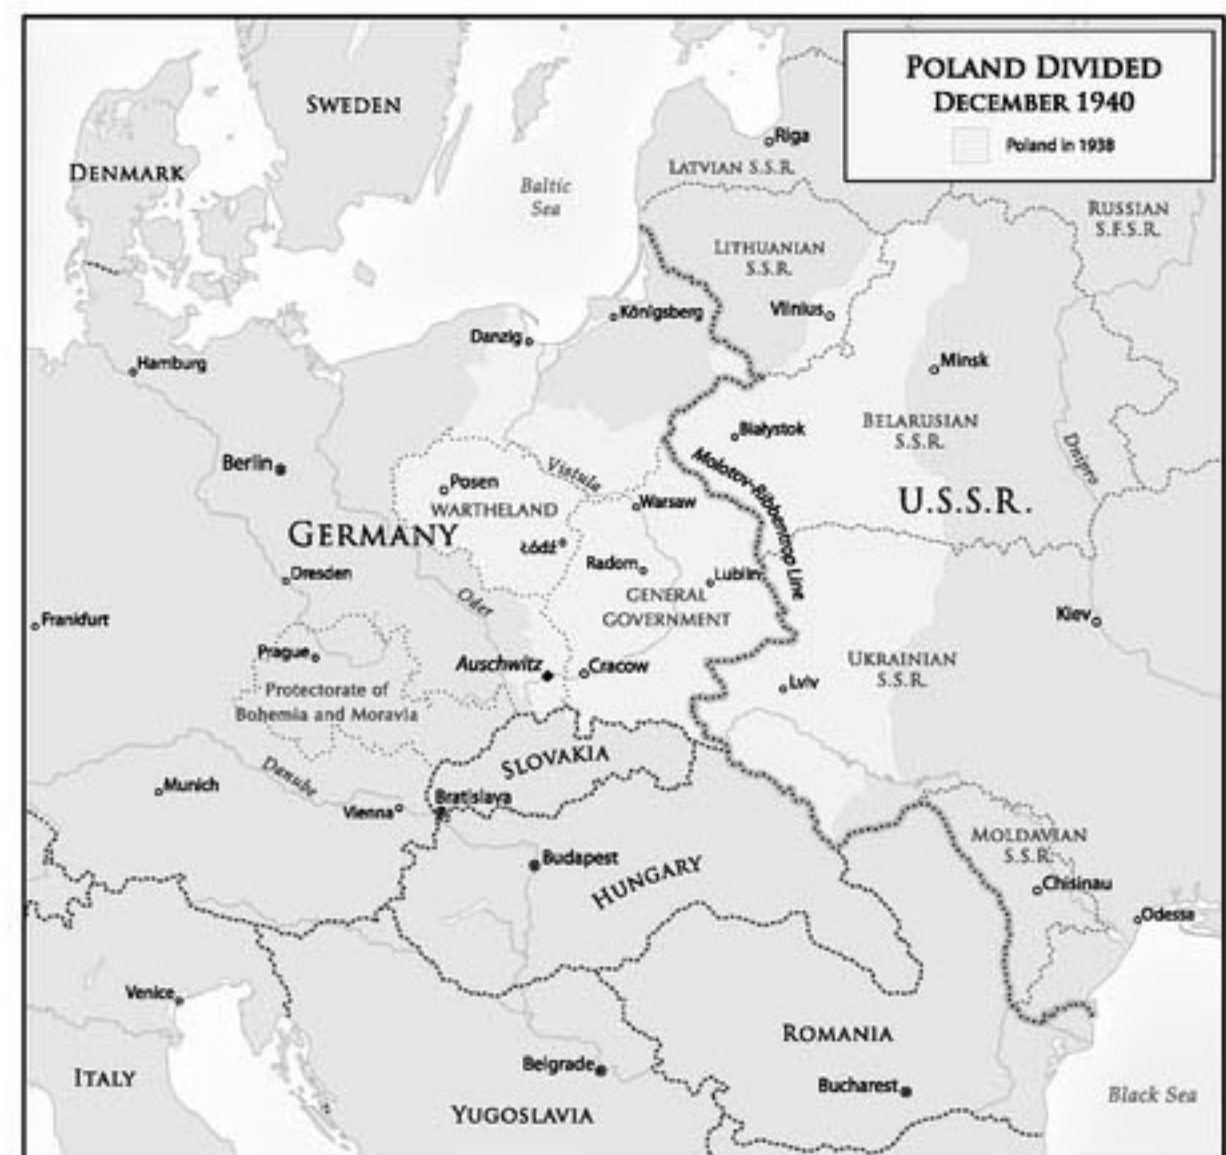 POLAND DIVIDED
DECEMBER 1940
Poland in 1938
SWEDEN
DENMARK
Baltic
Sea
Riga
LATVIAN S.S.R.
RUSSIAN
S.F.S.R.
LITHUANIAN
S.S.R.
Vilnius
Königsberg
Danzig
Hamburg
Minsk
BELARUSIAN
S.S.R.
Białystok
Dnipro
Molotov-Ribbentrop Line
Berlin
Vistula
Posen
WARTHELAND
Warsaw
U.S.S.R.
GERMANY
Łódź
Radom
Lublin
GENERAL
GOVERNMENT
Dresden
Oder
Frankfurt
Kiev
Prague
Auschwitz
Cracow
UKRAINIAN
S.S.R.
Lviv
Protectorate of
Bohemia and Moravia
SLOVAKIA
Danube
Munich
Vienna
Bratislava
MOLDAVIAN
S.S.R.
Budapest
HUNGARY
Chisinau
Odessa
Venice
ROMANIA
ITALY
Belgrade
Bucharest
YUGOSLAVIA
Black Sea